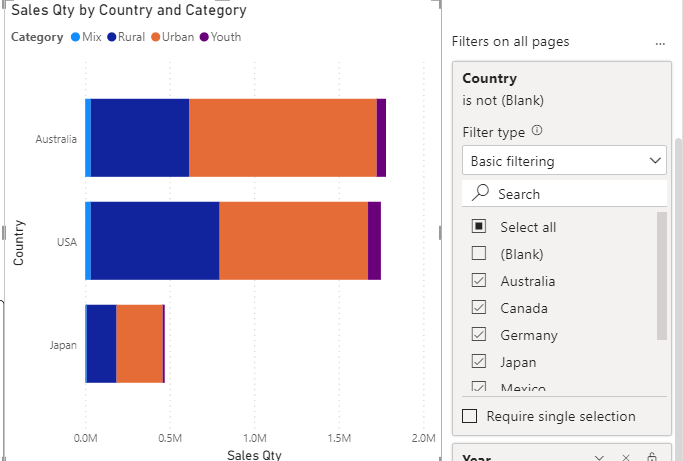 Sales Qty by Country and Category
Category Mix Rural Urban Youth
Country
Australia
USA
Japan
0.0M 0.5M 1.0M 1.5M 2.0M
Sales Qty
Filters on all pages
...
Country
is not (Blank)
Filter type
Basic filtering
Search
Select all
(Blank)
Australia
Canada
Germany
Japan
Mexico
Require single selection
Year